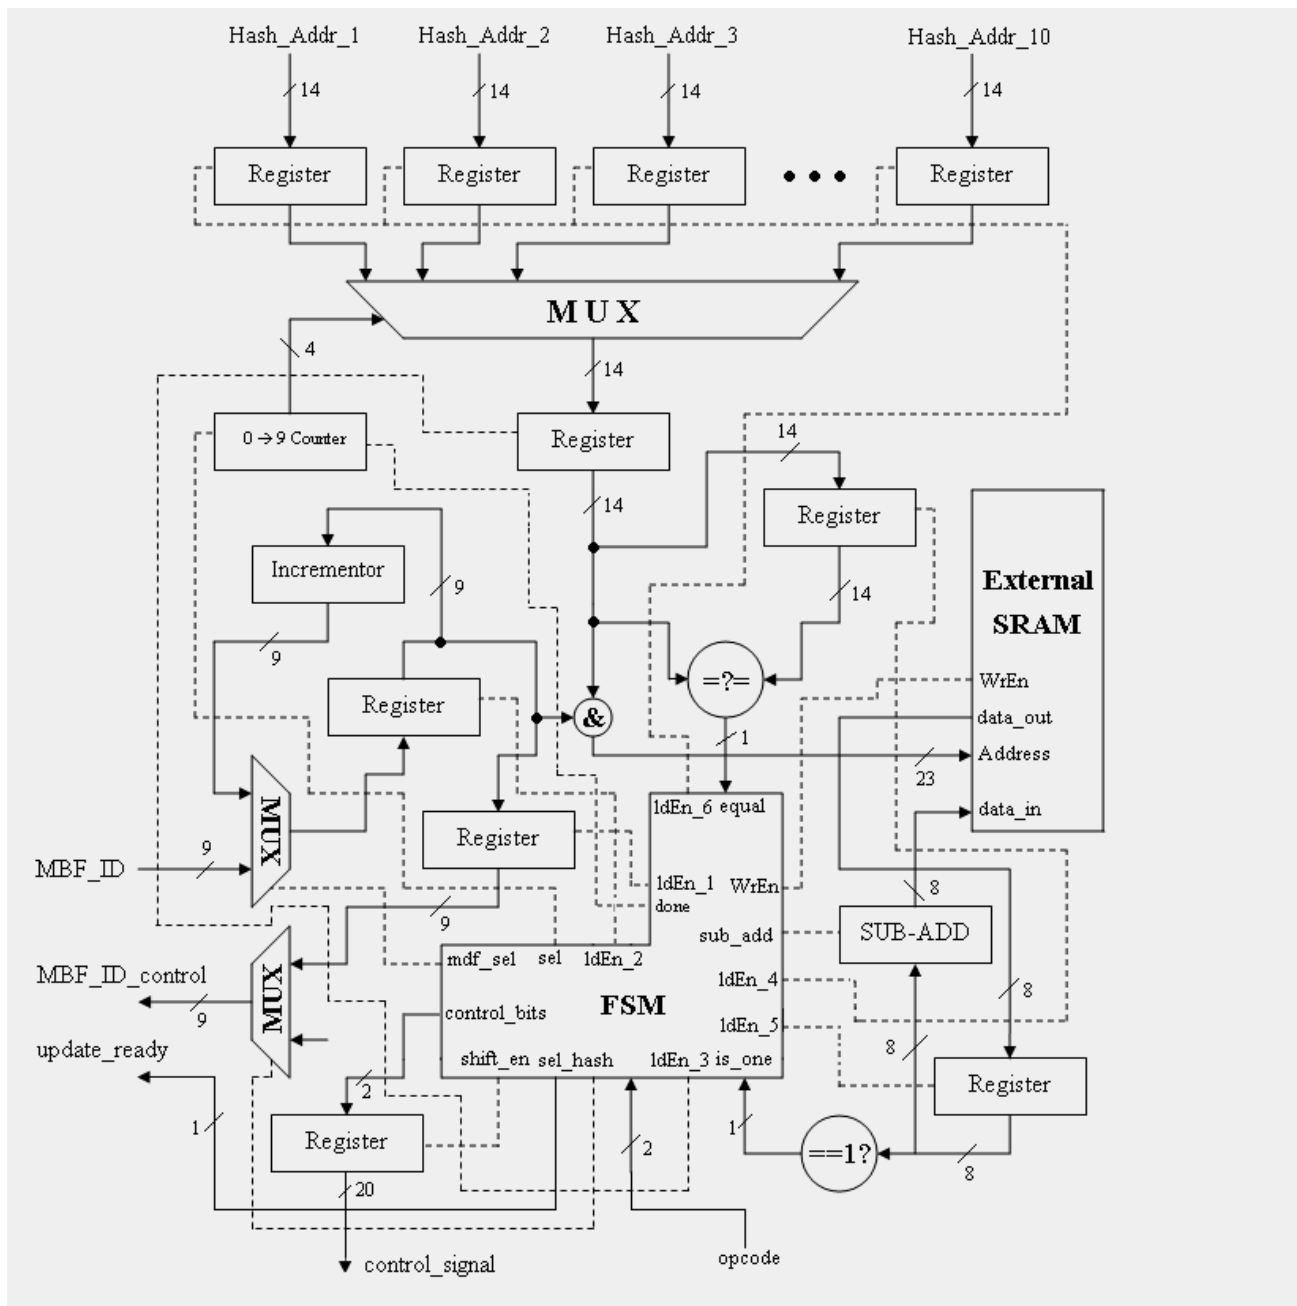 Hash_Addr_1 Hash_Addr_2 Hash_Addr_3 Hash_Addr_10
14 14 14 14
Register Register Register • • • Register
MUX
4
14
0→9 Counter
Register
14
14
Register
Incrementor
External
SRAM
9
14
9
=?=
WrEn
Register
&
data_out
1
Address
23
ldEn_6 equal
data_in
MUX
Register
9
MBF_ID
ldEn_1 WrEn
8
done
9
sub_add
SUB-ADD
mdf_sel sel ldEn_2
MBF_ID_control
MUX
ldEn_4
8
FSM
9
control_bits
ldEn_5
update_ready
8
shift_en sel_hash ldEn_3 is_one
2
Register
1
1
Register
2
==1?
8
20
control_signal
opcode